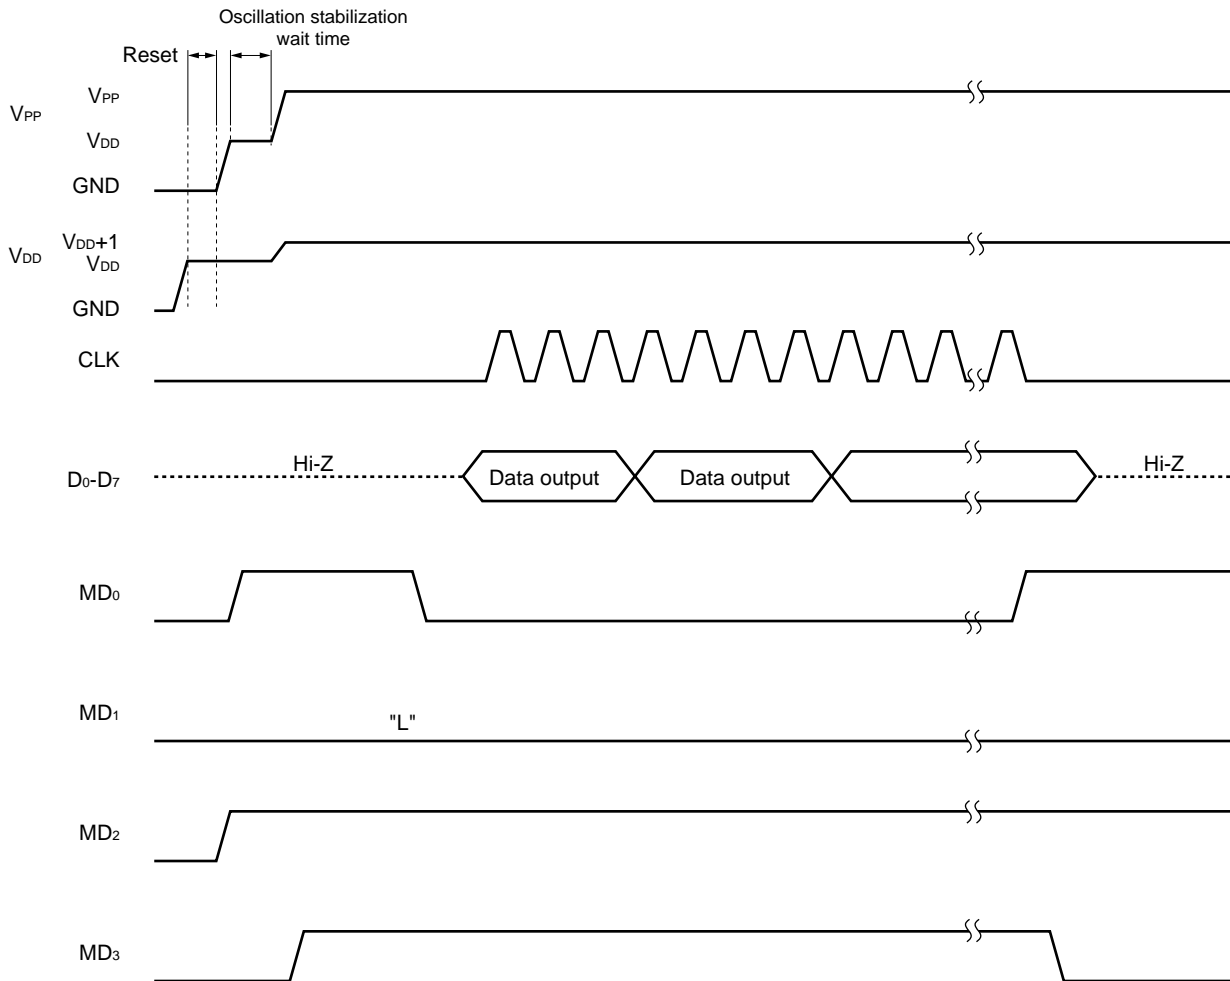 Oscillation stabilization
wait time
Reset
VPP
VPP
VDD
GND
VDD+1
VDD
VDD
GND
CLK
Hi-Z
Hi-Z
D0-D7
Data output
Data output
MD0
"L"
MD1
MD2
MD3